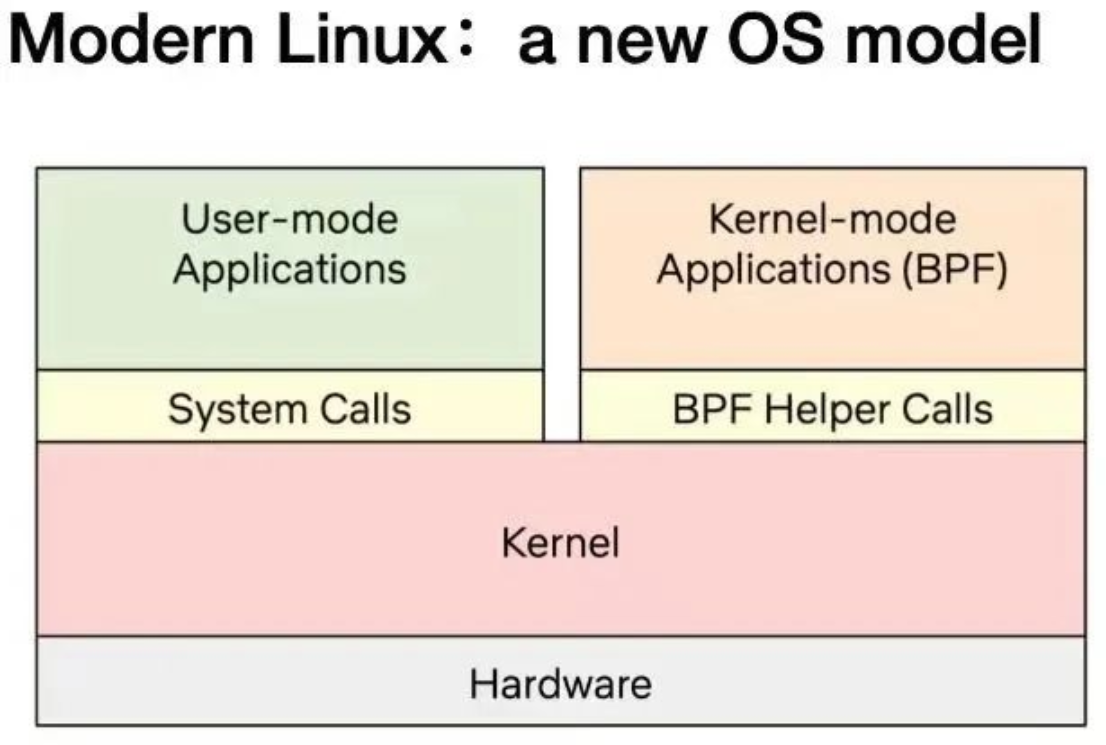 Modern Linux：a new OS model
User-mode
Applications
Kernel-mode
Applications (BPF)
System Calls
BPF Helper Calls
Kernel
Hardware